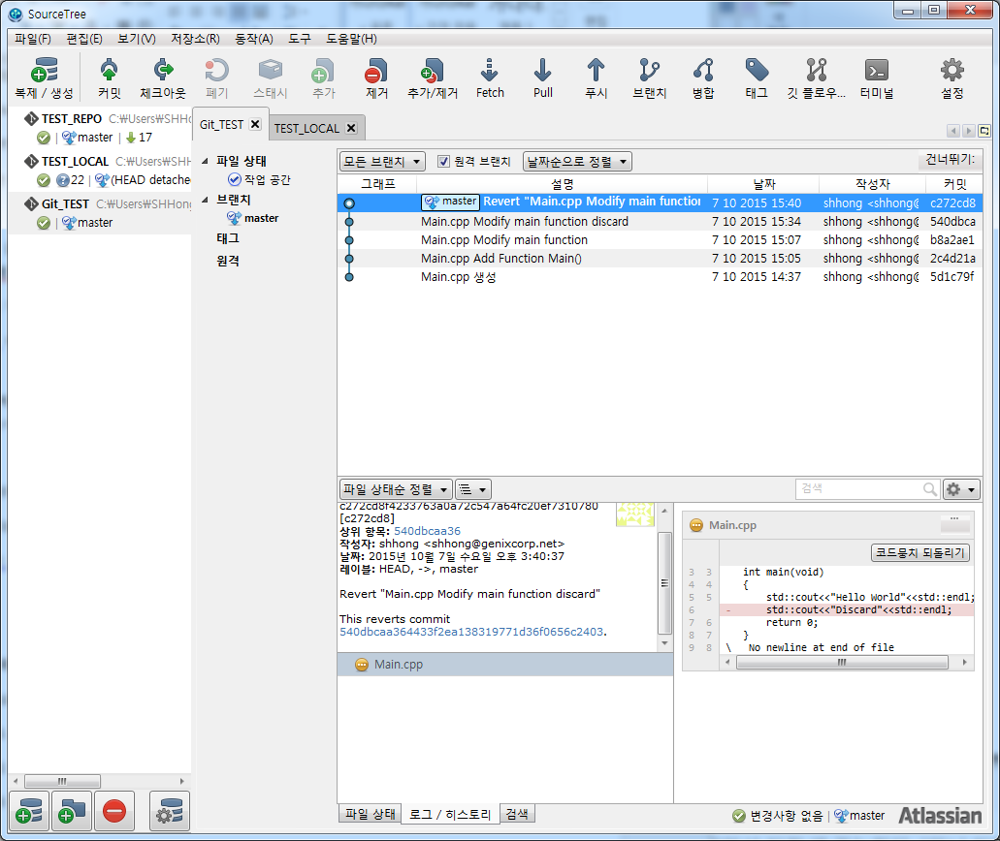 SourceTree
파일(F) 편집(E) 보기(V) 저장소(R) 동작(A) 도구 도움말(H)
복제 / 생성 커밋 체크아웃 폐기 스태시 추가 제거 추가/제거 Fetch Pull 푸시 브랜치 병합 태그 깃 플로우... 터미널 설정
TEST_REPO C:₩Users₩SHHo
master 17
TEST_LOCAL C:₩Users₩SHH
22 (HEAD detache
Git_TEST C:₩Users₩SHHong
master
Git_TEST TEST_LOCAL
파일 상태
작업 공간
브랜치
master
태그
원격
모든 브랜치 원격 브랜치 날짜순으로 정렬 건너뛰기:
그래프 설명 날짜 작성자 커밋
master Revert "Main.cpp Modify main function 7 10 2015 15:40 shhong <shhong@ c272cd8
Main.cpp Modify main function discard 7 10 2015 15:34 shhong <shhong@ 540dbca
Main.cpp Modify main function 7 10 2015 15:07 shhong <shhong@ b8a2ae1
Main.cpp Add Function Main() 7 10 2015 15:05 shhong <shhong@ 2c4d21a
Main.cpp 생성 7 10 2015 14:37 shhong <shhong@ 5d1c79f
파일 상태순 정렬 검색
c272cd8f4233763a0a72c547a64fc20ef7310780
[c272cd8]
상위 항목: 540dbcaa36
작성자: shhong <shhong@genixcorp.net>
날짜: 2015년 10월 7일 수요일 오후 3:40:37
레이블: HEAD, ->, master
Revert "Main.cpp Modify main function discard"
This reverts commit
540dbcaa364433f2ea138319771d36f0656c2403.
Main.cpp
Main.cpp ...
코드뭉치 되돌리기
3 3 int main(void)
4 4 {
5 5 std::cout<<"Hello World"<<std::endl;
6 - std::cout<<"Discard"<<std::endl;
7 6 return 0;
8 7 }
9 8 \ No newline at end of file
파일 상태 로그 / 히스토리 검색
변경사항 없음 master Atlassian